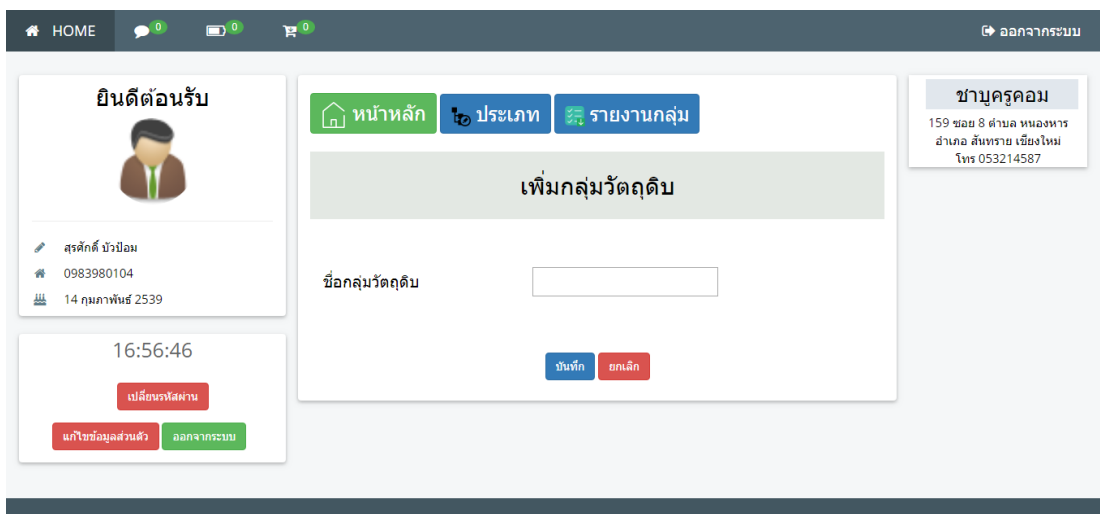 HOME 0 0 0 ออกจากระบบ
ยินดีต้อนรับ
สุรศักดิ์ บัวป้อม
0983980104
14 กุมภาพันธ์ 2539
16:56:46
เปลี่ยนรหัสผ่าน
แก้ไขข้อมูลส่วนตัว ออกจากระบบ
หน้าหลัก ประเภท รายงานกลุ่ม
เพิ่มกลุ่มวัตถุดิบ
ชื่อกลุ่มวัตถุดิบ
บันทึก ยกเลิก
ชาบูครูคอม
159 ซอย 8 ตำบล หนองหาร
อำเภอ สันทราย เชียงใหม่
โทร 053214587